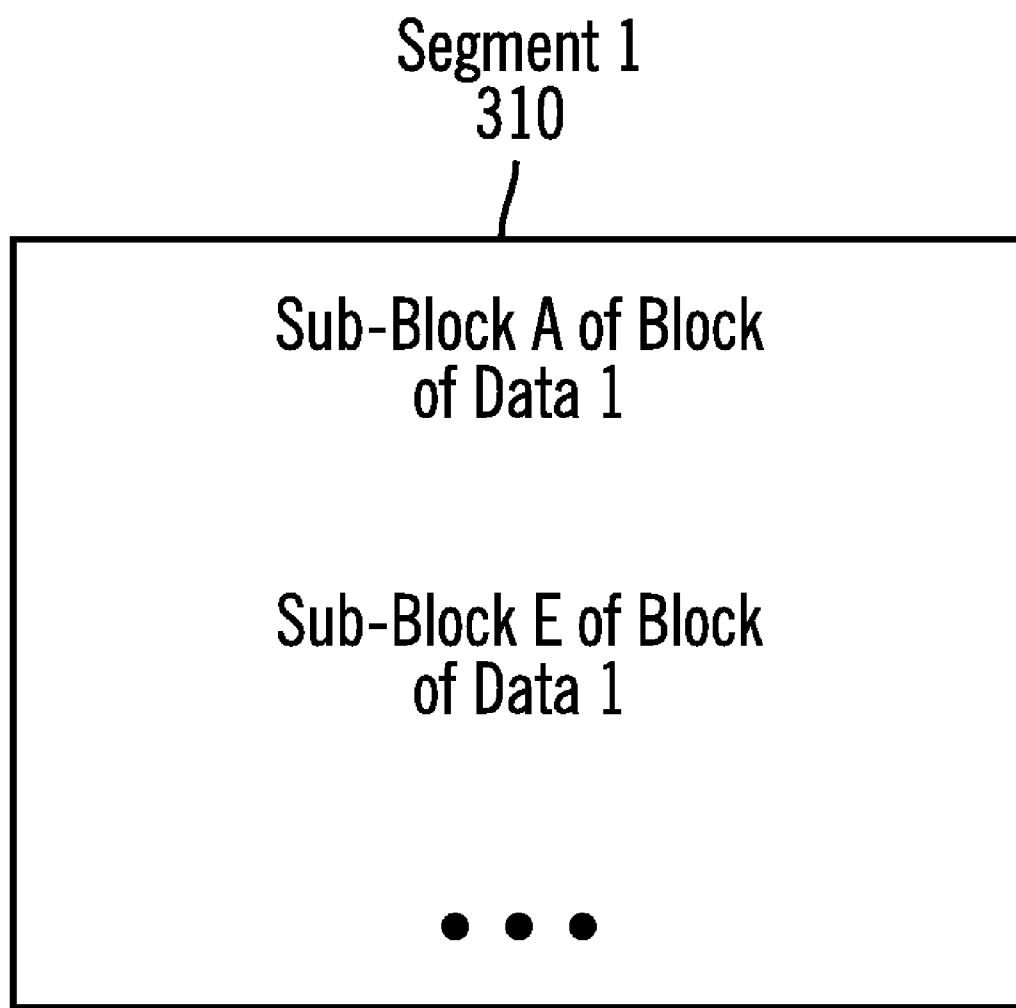 Segment 1
310
Sub-Block A of Block
of Data 1
Sub-Block E of Block
of Data 1
• • •